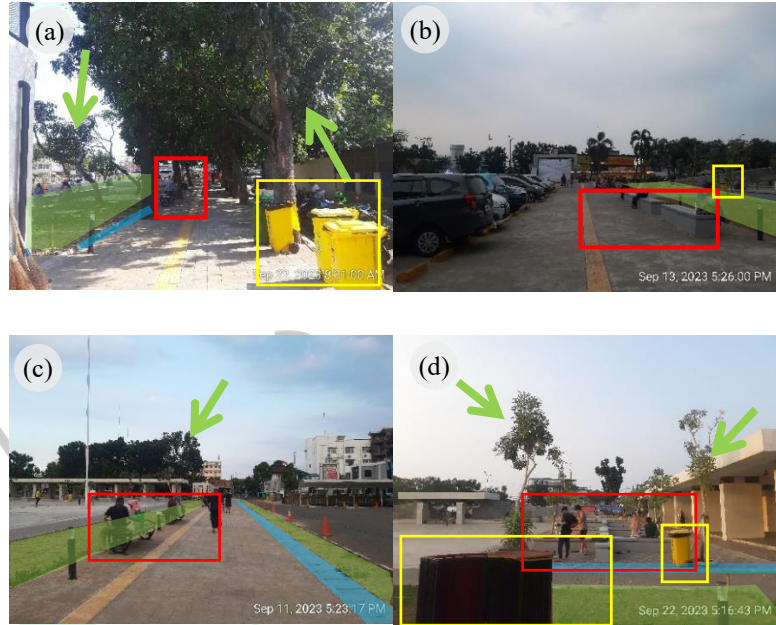 (a)
(b)
Sep 22, 2023 8:11:00 AM
Sep 13, 2023 5:26:00 PM
(c)
(d)
Sep 11, 2023 5:23:17 PM
Sep 22, 2023 5:16:43 PM